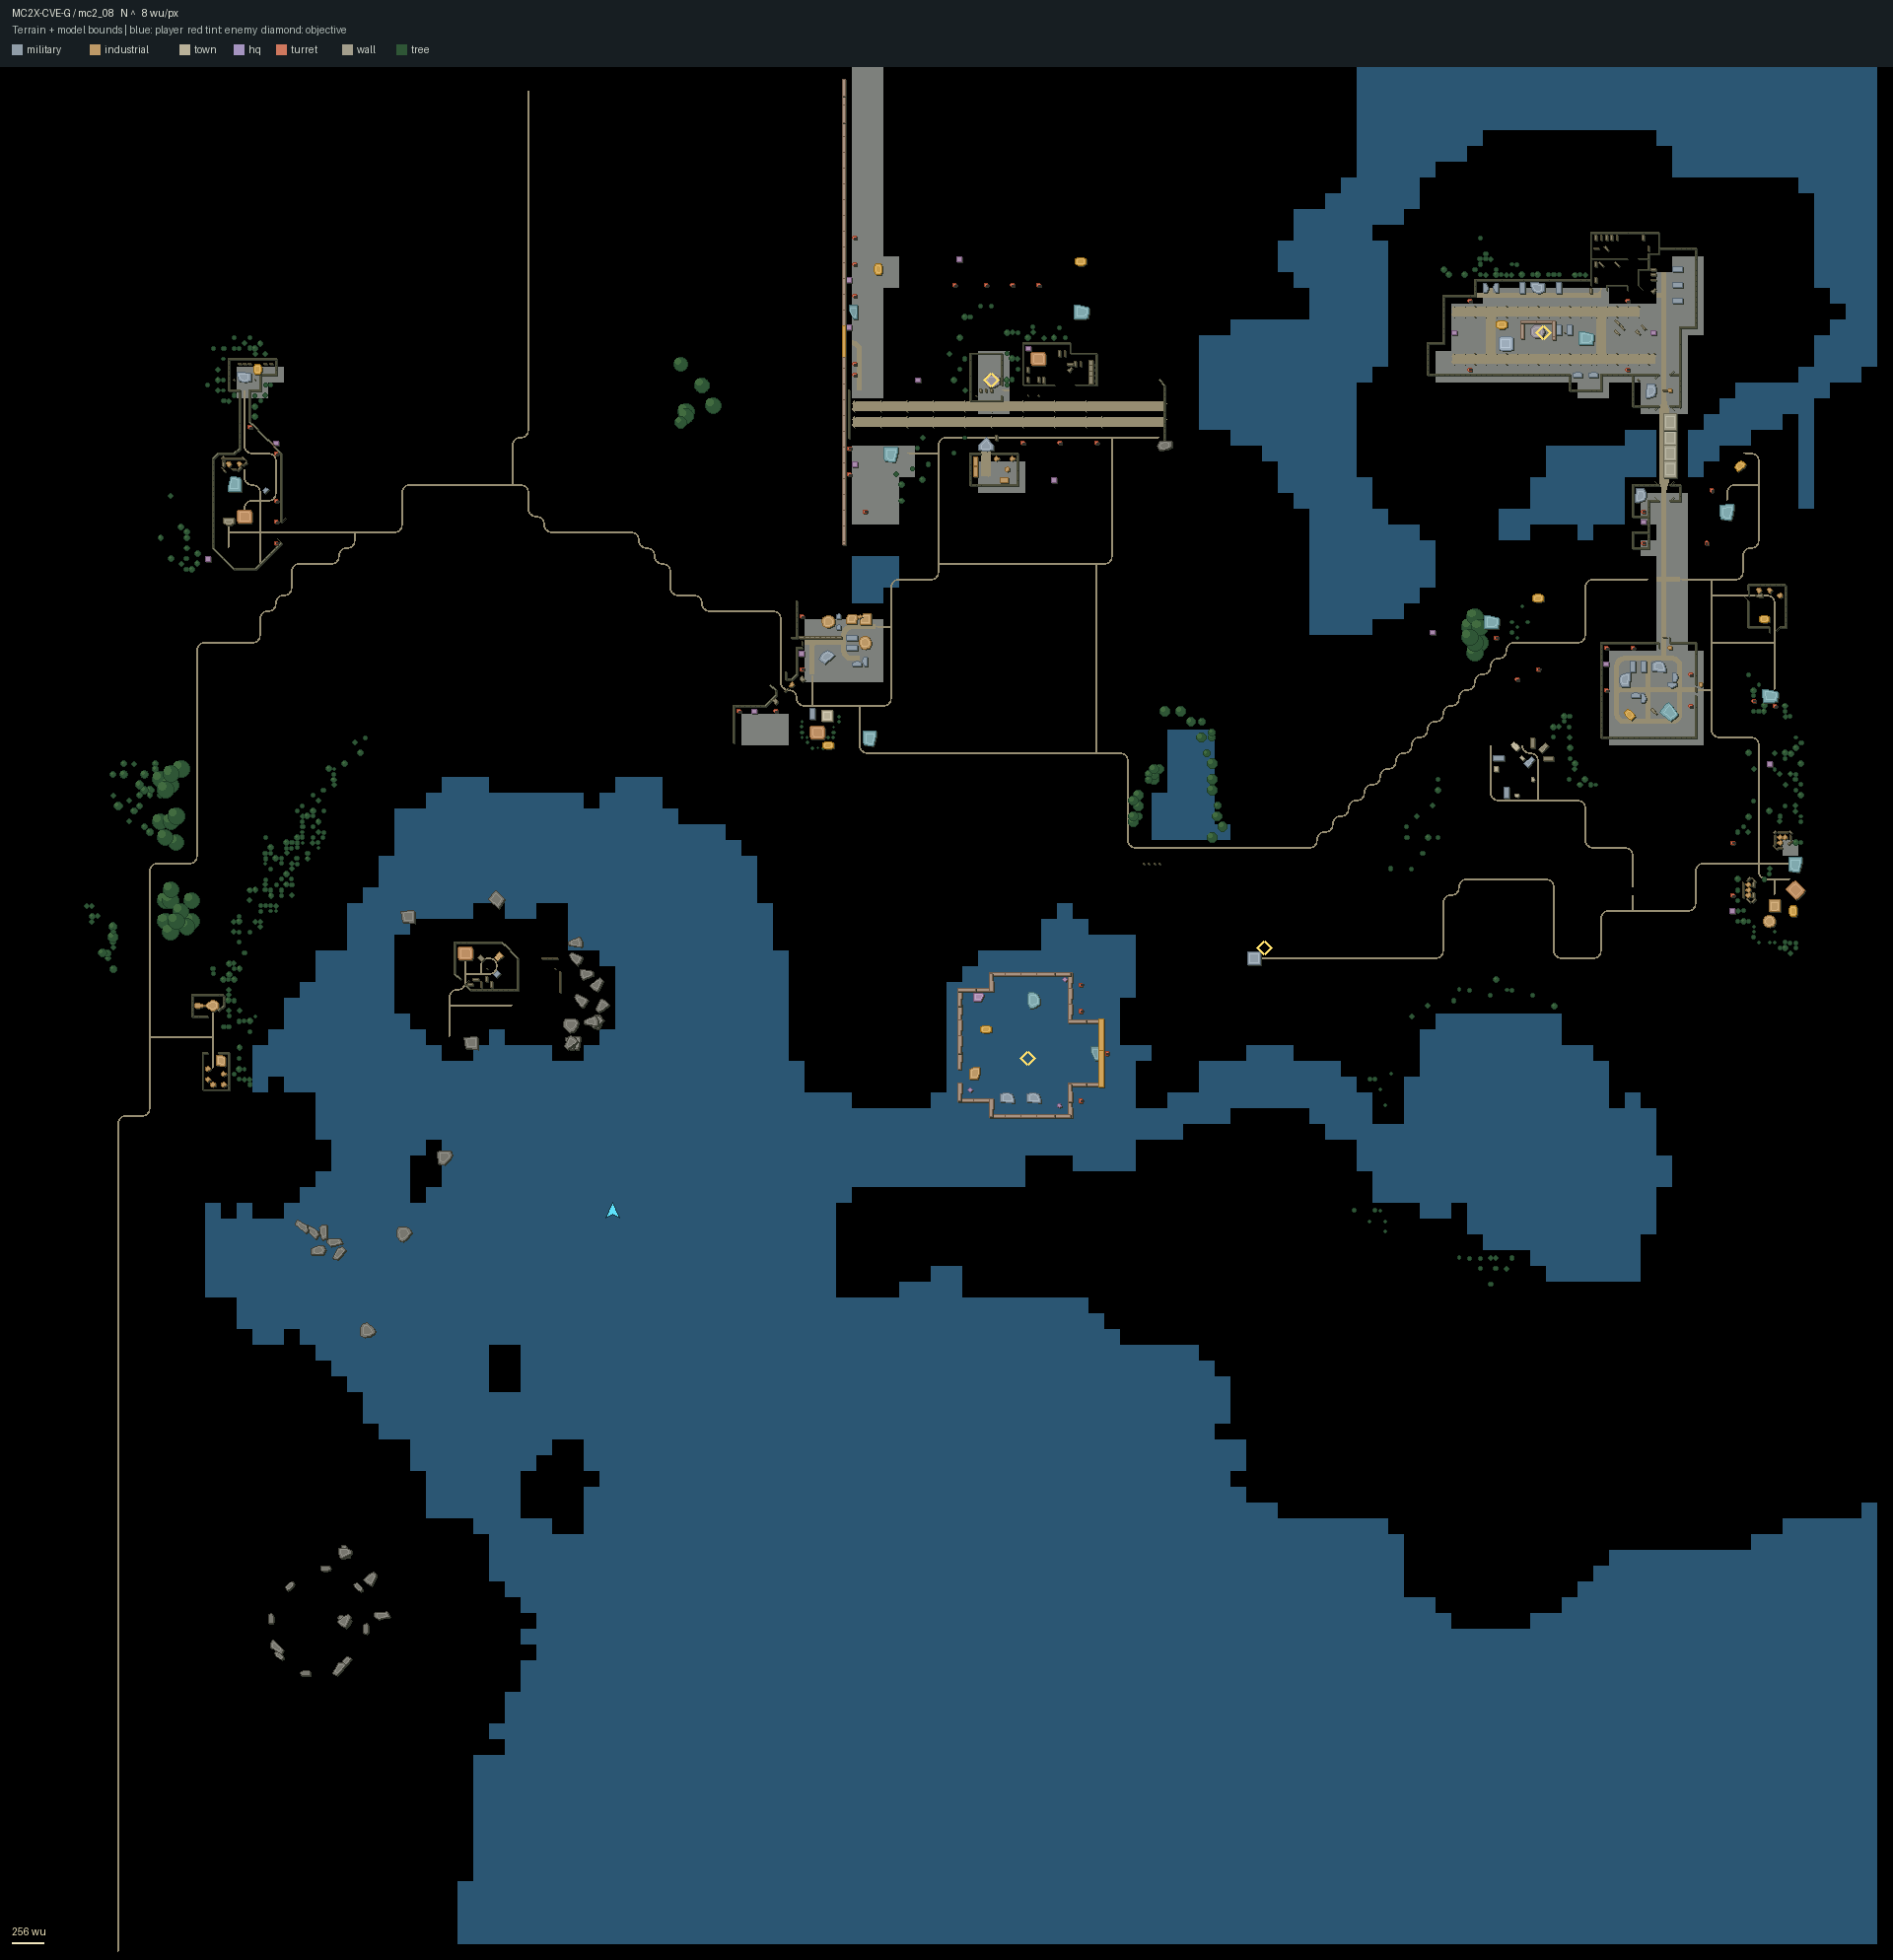 MC2X-CVE-G / mc2_08 N ^ 8 wu/px
Terrain + model bounds | blue: player red tint: enemy diamond: objective
military industrial town hq turret wall tree
256 wu